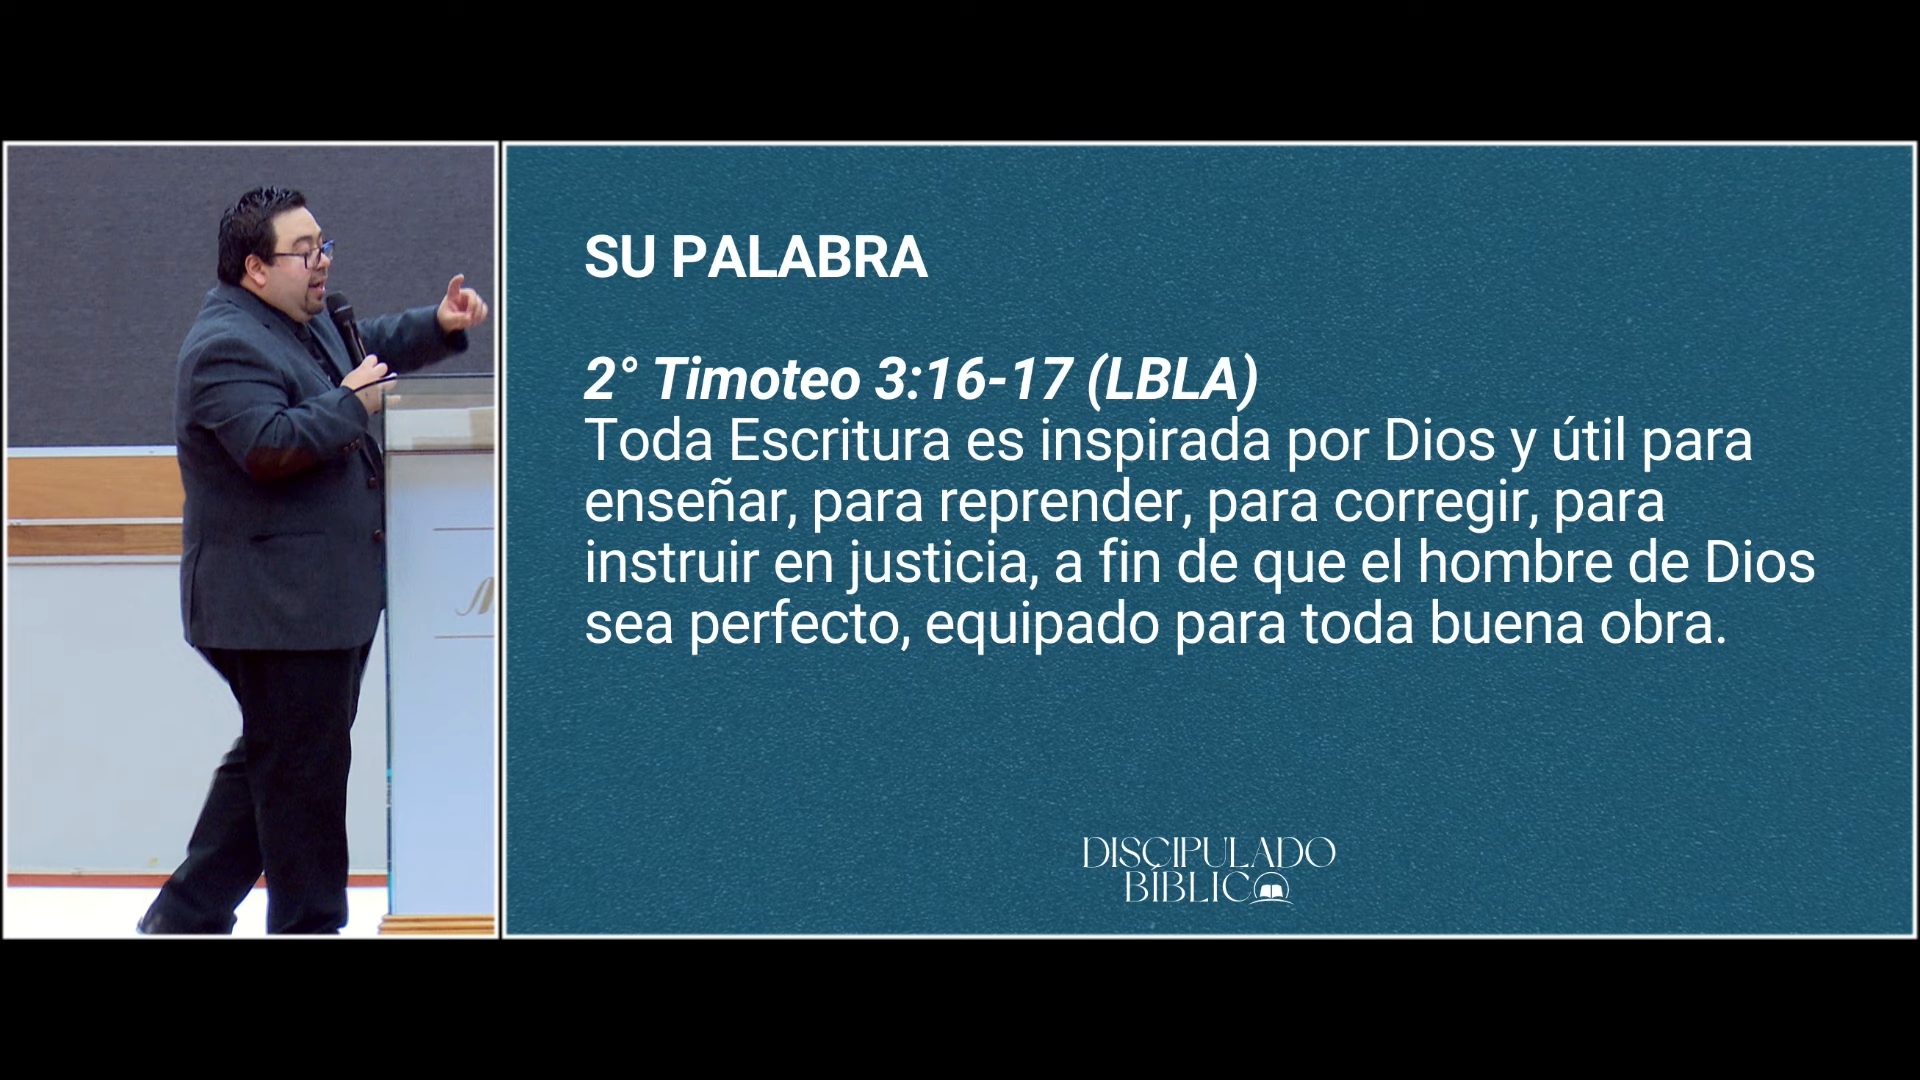 SU PALABRA
2° Timoteo 3:16-17 (LBLA)
Toda Escritura es inspirada por Dios y útil para
enseñar, para reprender, para corregir, para
instruir en justicia, a fin de que el hombre de Dios
sea perfecto, equipado para toda buena obra.
DISCIPULADO
BÍBLICO